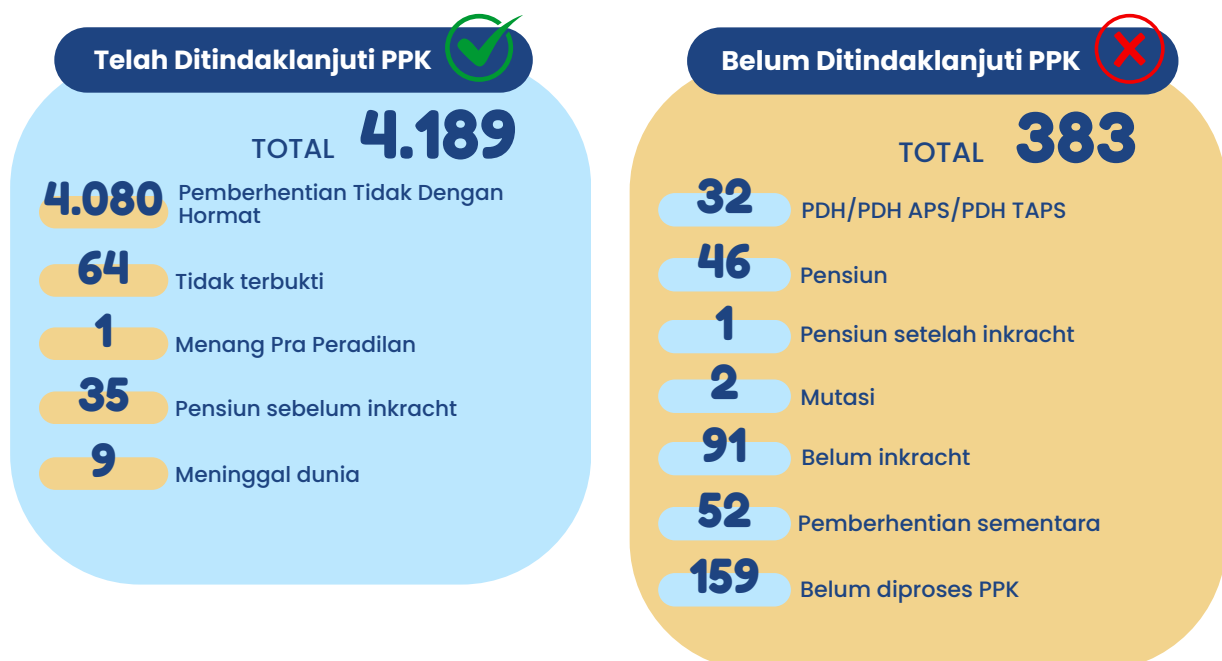 Telah Ditindaklanjuti PPK
TOTAL 4.189
4.080 Pemberhentian Tidak Dengan
Hormat
64 Tidak terbukti
1 Menang Pra Peradilan
35 Pensiun sebelum inkracht
9 Meninggal dunia
Belum Ditindaklanjuti PPK
TOTAL 383
32 PDH/PDH APS/PDH TAPS
46 Pensiun
1 Pensiun setelah inkracht
2 Mutasi
91 Belum inkracht
52 Pemberhentian sementara
159 Belum diproses PPK